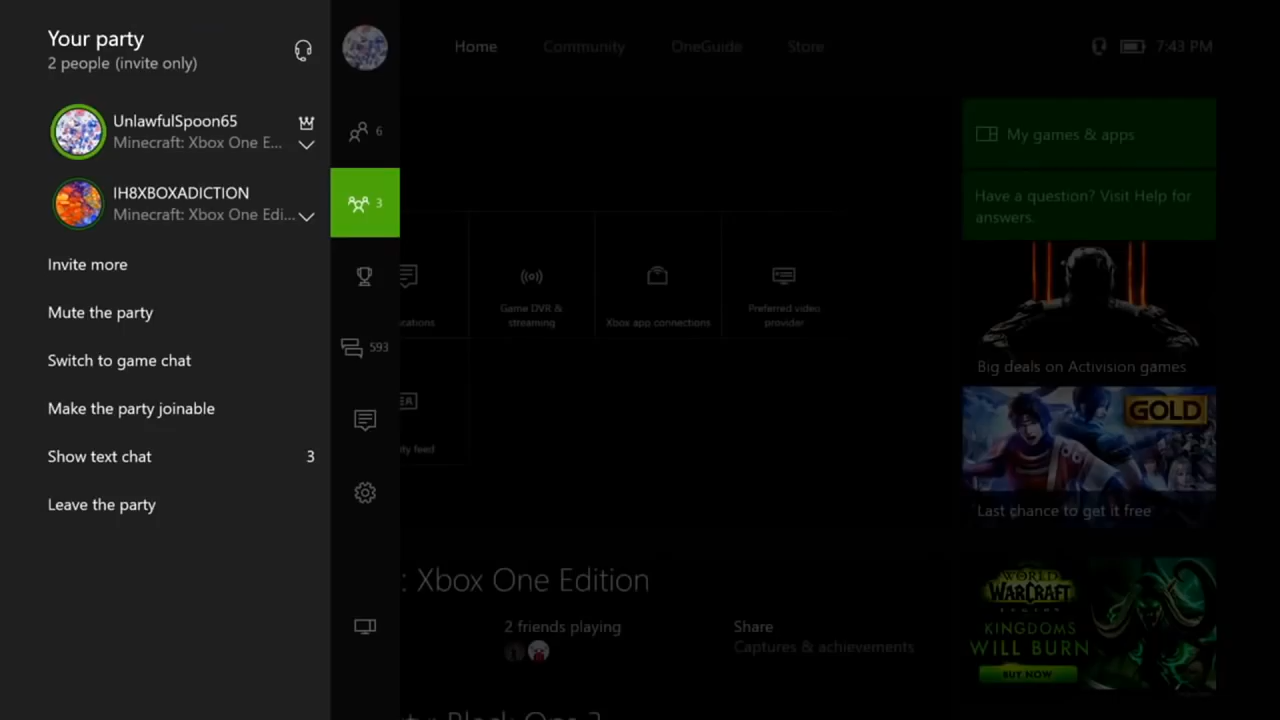 Your party
2 people (invite only)
UnlawfulSpoon65
Minecraft: Xbox One E...
IH8XBOXADICTION
Minecraft: Xbox One Edi...
Invite more
Mute the party
Switch to game chat
Make the party joinable
Show text chat 3
Leave the party
6
3
593
Home Community OneGuide Store 7:43 PM
My games & apps
Have a question? Visit Help for
answers.
Game DVR &
streaming
Xbox app connections
Preferred video
provider
Big deals on Activision games
GOLD
Last chance to get it free
: Xbox One Edition
2 friends playing
Share
Captures & achievements
WORLD
WARCRAFT
LEGION
KINGDOMS
WILL BURN
BUY NOW